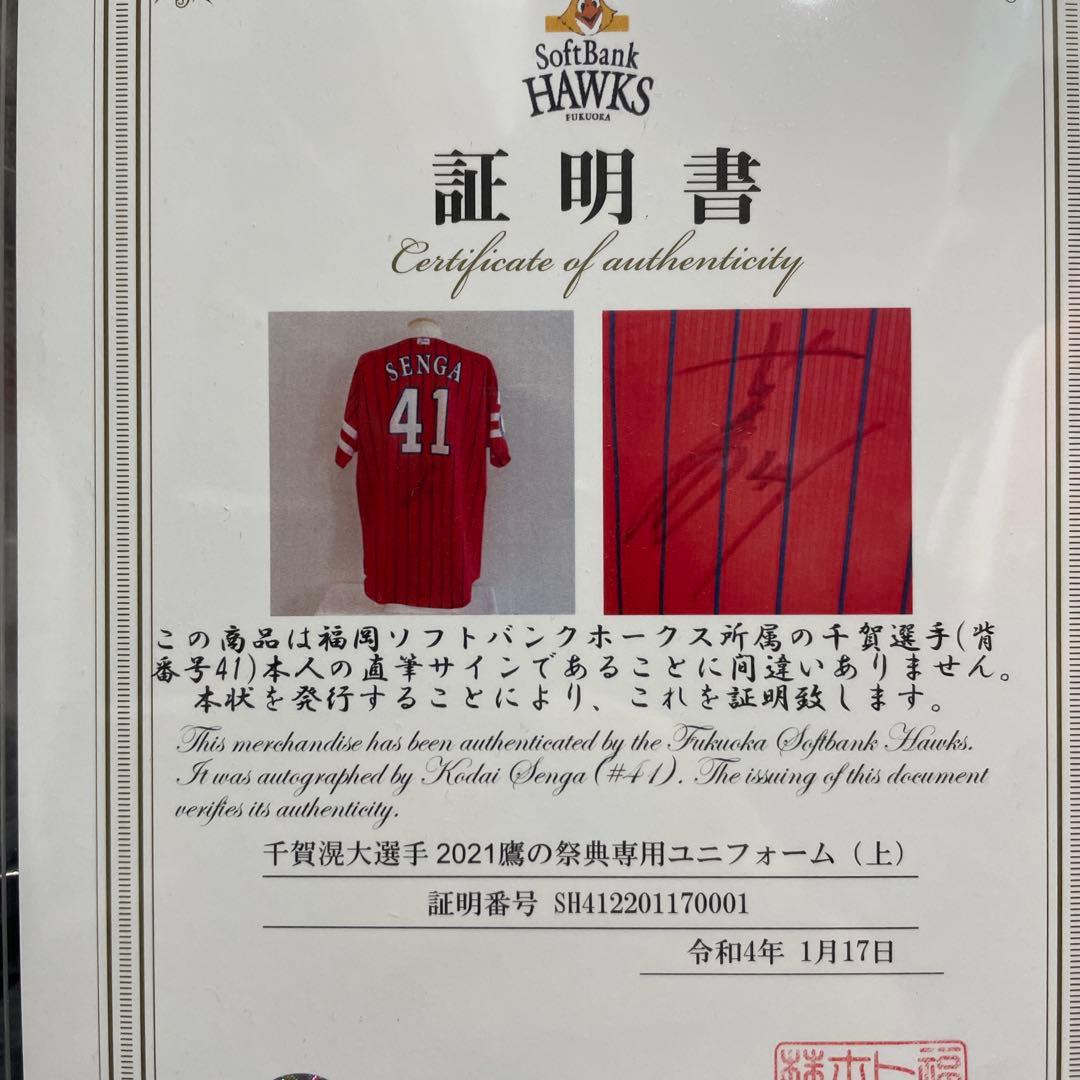 SoftBank
HAWKS
FUKUOKA
証明書
Certificate of authenticity
SENGA
41
この商品は福岡ソフトバンクホークス所属の千賀選手(背
番号41)本人の直筆サインであることに間違いありません。
本状を発行することにより、これを証明致します。
This merchandise has been authenticated by the Fukuoka Softbank Hawks.
It was autographed by Kodai Senga (#41). The issuing of this document
verifies its authenticity.
千賀滉大選手 2021鷹の祭典専用ユニフォーム（上）
証明番号 SH412201170001
令和4年 1月17日